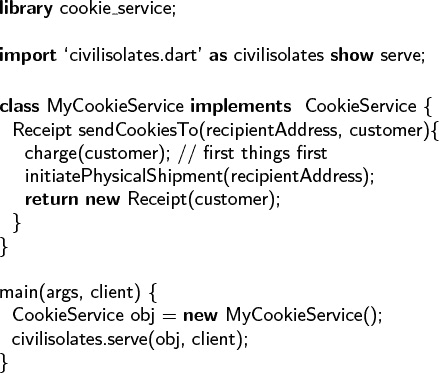 library cookie_service;
import ‘civilisolates.dart’ as civilisolates show serve;
class MyCookieService implements CookieService {
Receipt sendCookiesTo(recipientAddress, customer){
charge(customer); // first things first
initiatePhysicalShipment(recipientAddress);
return new Receipt(customer);
}
}
main(args, client) {
CookieService obj = new MyCookieService();
civilisolates.serve(obj, client);
}